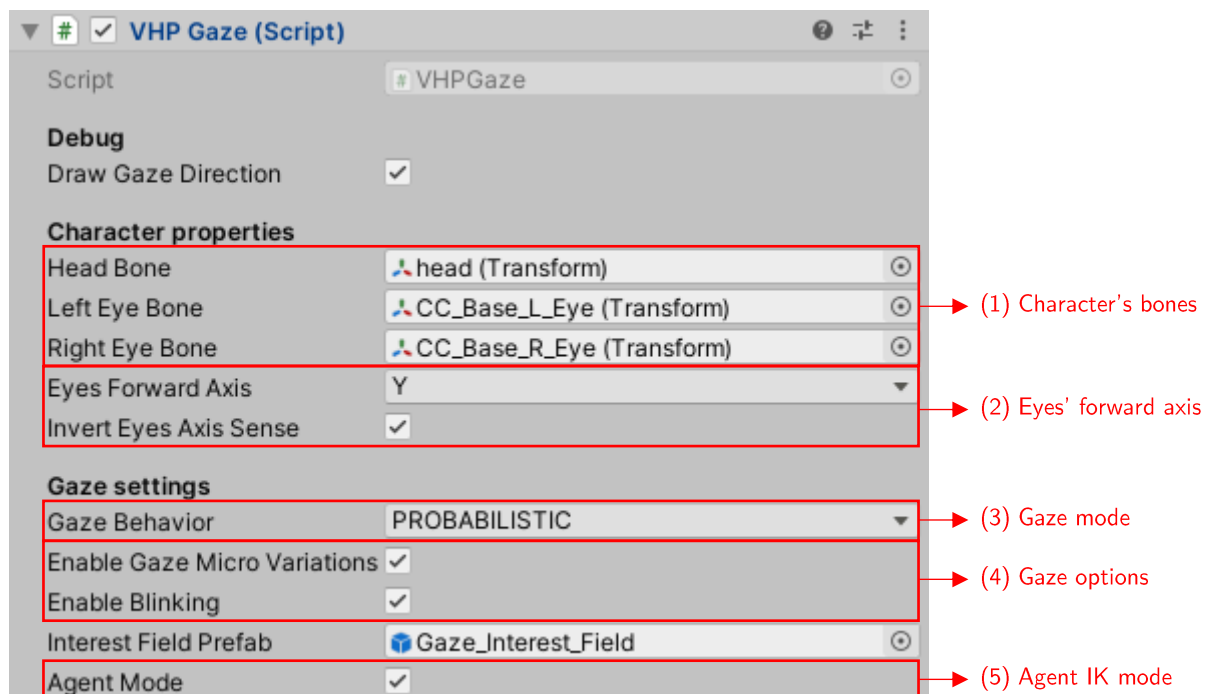 VHP Gaze (Script)
Script # VHPGaze
Debug
Draw Gaze Direction
Character properties
Head Bone head (Transform)
Left Eye Bone CC_Base_L_Eye (Transform) (1) Character's bones
Right Eye Bone CC_Base_R_Eye (Transform)
Eyes Forward Axis Y
(2) Eyes' forward axis
Invert Eyes Axis Sense
Gaze settings
Gaze Behavior PROBABILISTIC (3) Gaze mode
Enable Gaze Micro Variations
(4) Gaze options
Enable Blinking
Interest Field Prefab Gaze_Interest_Field
Agent Mode (5) Agent IK mode